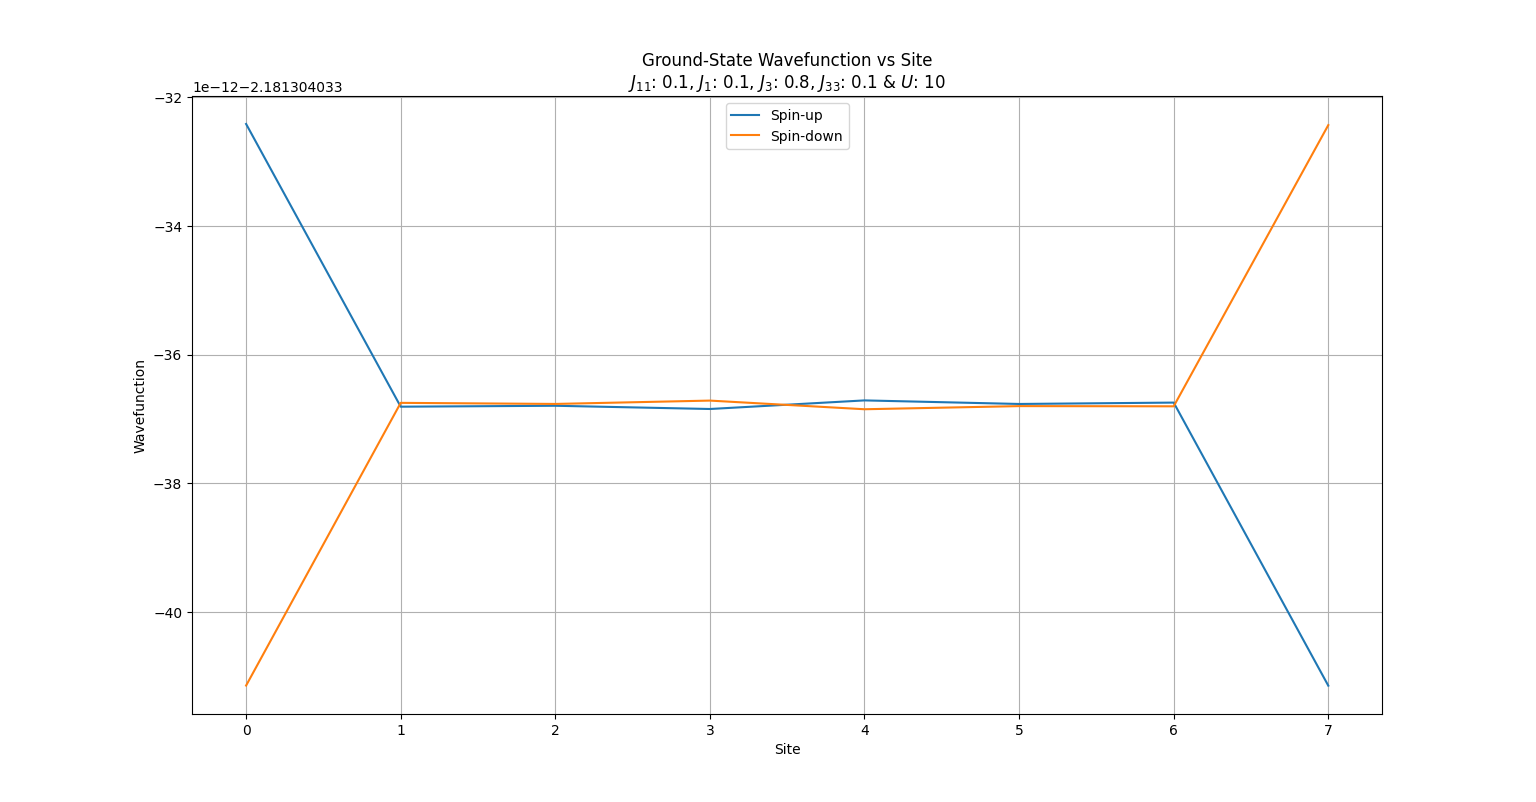 Ground-State Wavefunction vs Site
J₁₁: 0.1, J₁: 0.1, J₃: 0.8, J₃₃: 0.1 & U: 10
1e−12−2.181304033
Spin-up
Spin-down
−32
−34
−36
−38
−40
Wavefunction
0 1 2 3 4 5 6 7
Site